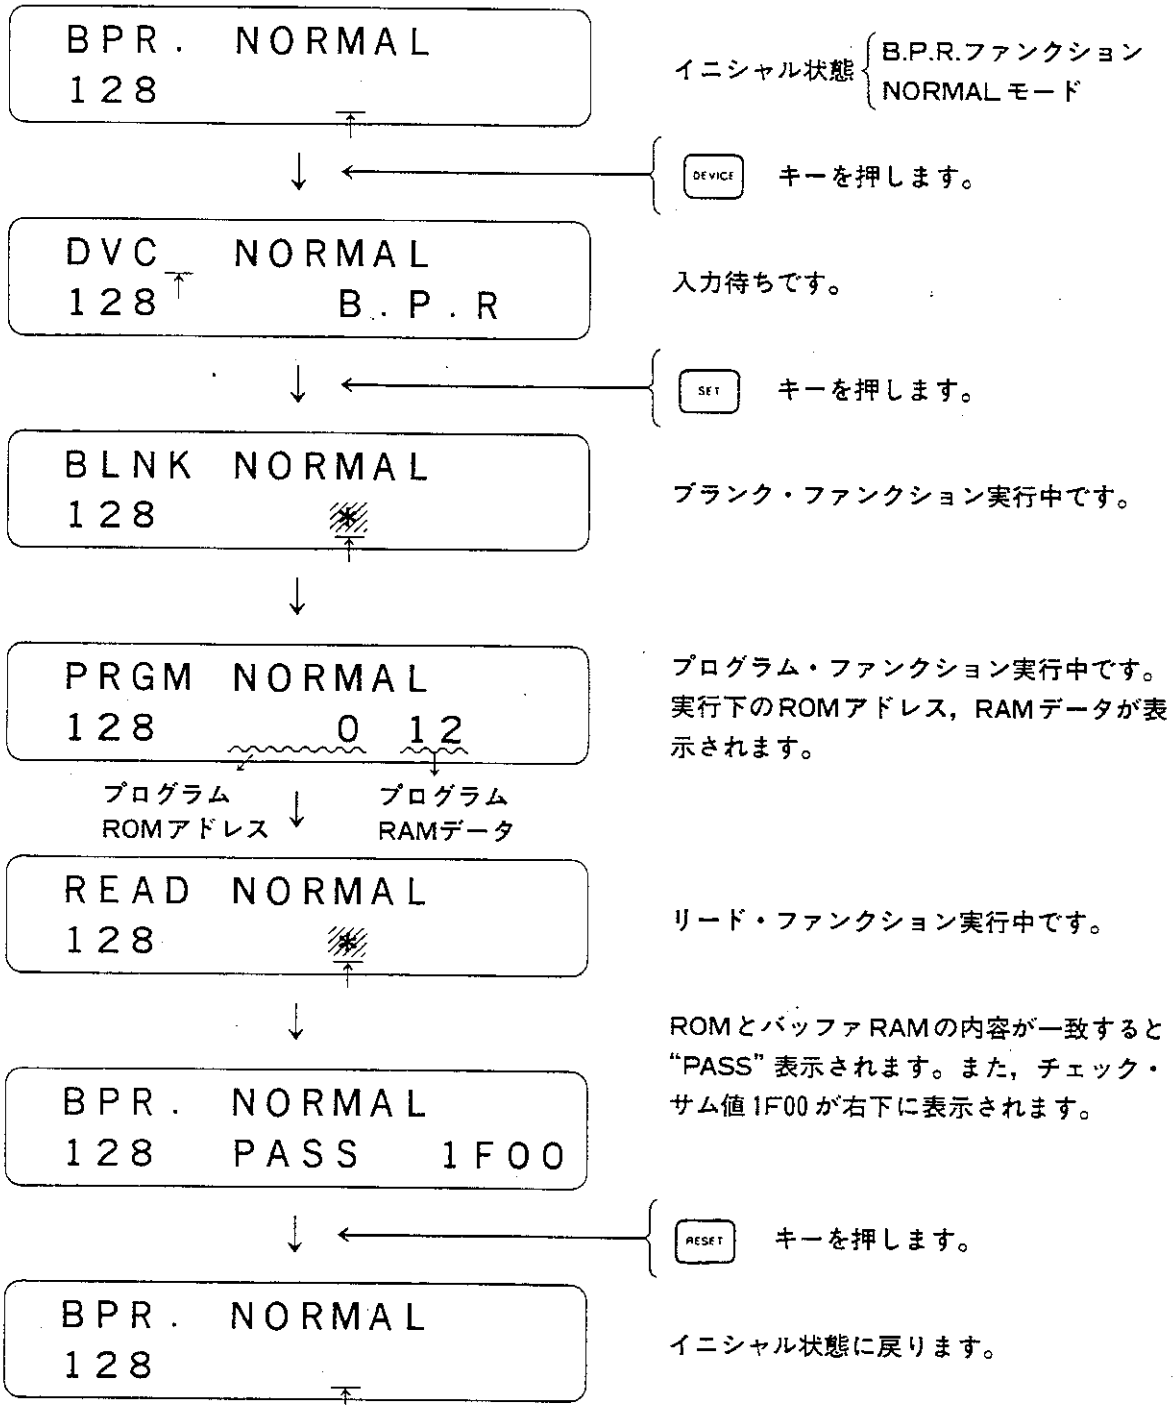 BPR. NORMAL
128
イニシャル状態
B.P.R.ファンクション
NORMALモード
DEVICE キーを押します。
DVC NORMAL
128 B.P.R
入力待ちです。
SET キーを押します。
BLNK NORMAL
128 *
ブランク・ファンクション実行中です。
PRGM NORMAL
128 0 12
プログラム・ファンクション実行中です。
実行下のROMアドレス，RAMデータが表
示されます。
プログラム
ROMアドレス
プログラム
RAMデータ
READ NORMAL
128 *
リード・ファンクション実行中です。
BPR. NORMAL
128 PASS 1F00
ROMとバッファRAMの内容が一致すると
“PASS”表示されます。また，チェック・
サム値1F00が右下に表示されます。
RESET キーを押します。
BPR. NORMAL
128
イニシャル状態に戻ります。